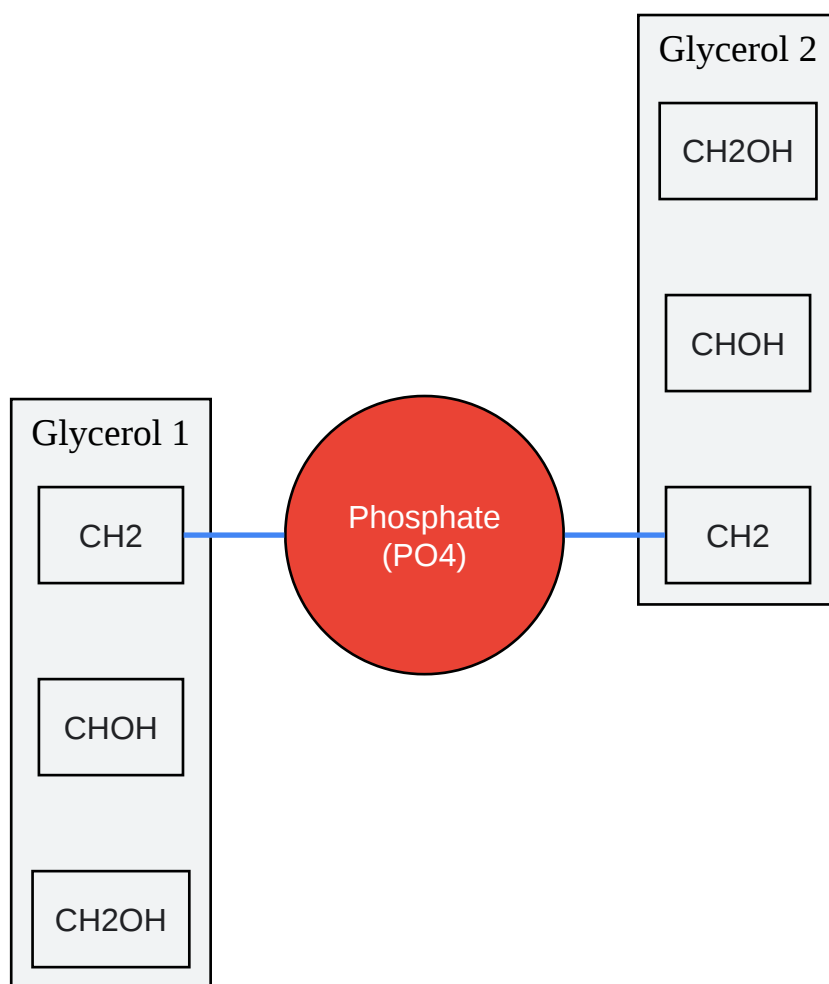 Glycerol 2
CH2OH
CHOH
CH2
Glycerol 1
CH2
CHOH
CH2OH
Phosphate
(PO4)